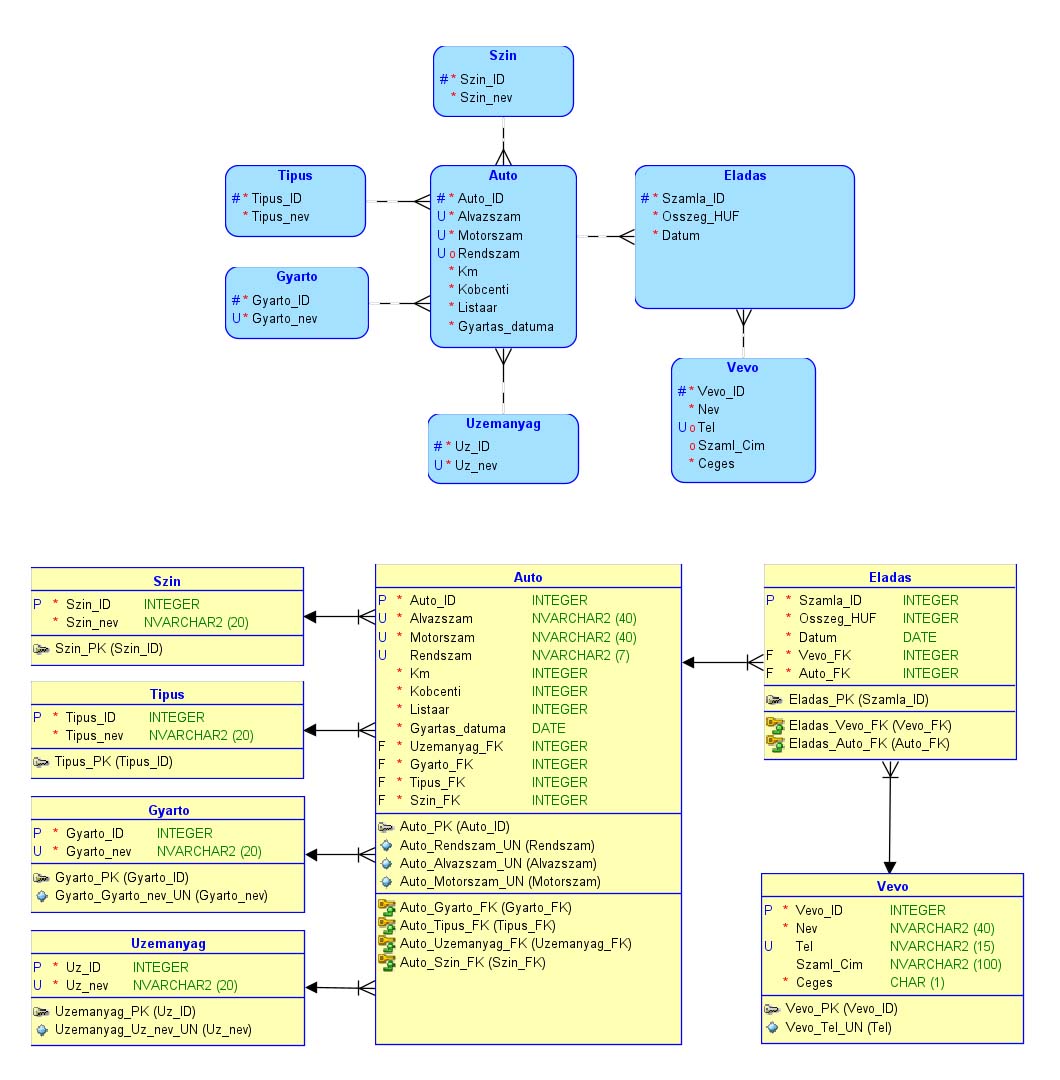 Szin
# * Szin_ID
* Szin_nev
Tipus
# * Tipus_ID
* Tipus_nev
Gyarto
# * Gyarto_ID
U * Gyarto_nev
Auto
# * Auto_ID
U * Alvazszam
U * Motorszam
U o Rendszam
* Km
* Kobcenti
* Listaar
* Gyartas_datuma
Eladas
# * Szamla_ID
* Osszeg_HUF
* Datum
Uzemanyag
# * Uz_ID
U * Uz_nev
Vevo
# * Vevo_ID
* Nev
U o Tel
o Szaml_Cim
* Ceges
Szin
P * Szin_ID INTEGER
* Szin_nev NVARCHAR2 (20)
Szin_PK (Szin_ID)
Tipus
P * Tipus_ID INTEGER
* Tipus_nev NVARCHAR2 (20)
Tipus_PK (Tipus_ID)
Gyarto
P * Gyarto_ID INTEGER
U * Gyarto_nev NVARCHAR2 (20)
Gyarto_PK (Gyarto_ID)
Gyarto_Gyarto_nev_UN (Gyarto_nev)
Uzemanyag
P * Uz_ID INTEGER
U * Uz_nev NVARCHAR2 (20)
Uzemanyag_PK (Uz_ID)
Uzemanyag_Uz_nev_UN (Uz_nev)
Auto
P * Auto_ID INTEGER
U * Alvazszam NVARCHAR2 (40)
U * Motorszam NVARCHAR2 (40)
U Rendszam NVARCHAR2 (7)
* Km INTEGER
* Kobcenti INTEGER
* Listaar INTEGER
* Gyartas_datuma DATE
F * Uzemanyag_FK INTEGER
F * Gyarto_FK INTEGER
F * Tipus_FK INTEGER
F * Szin_FK INTEGER
Auto_PK (Auto_ID)
Auto_Rendszam_UN (Rendszam)
Auto_Alvazszam_UN (Alvazszam)
Auto_Motorszam_UN (Motorszam)
Auto_Gyarto_FK (Gyarto_FK)
Auto_Tipus_FK (Tipus_FK)
Auto_Uzemanyag_FK (Uzemanyag_FK)
Auto_Szin_FK (Szin_FK)
Eladas
P * Szamla_ID INTEGER
* Osszeg_HUF INTEGER
* Datum DATE
F * Vevo_FK INTEGER
F * Auto_FK INTEGER
Eladas_PK (Szamla_ID)
Eladas_Vevo_FK (Vevo_FK)
Eladas_Auto_FK (Auto_FK)
Vevo
P * Vevo_ID INTEGER
* Nev NVARCHAR2 (40)
U Tel NVARCHAR2 (15)
Szaml_Cim NVARCHAR2 (100)
* Ceges CHAR (1)
Vevo_PK (Vevo_ID)
Vevo_Tel_UN (Tel)